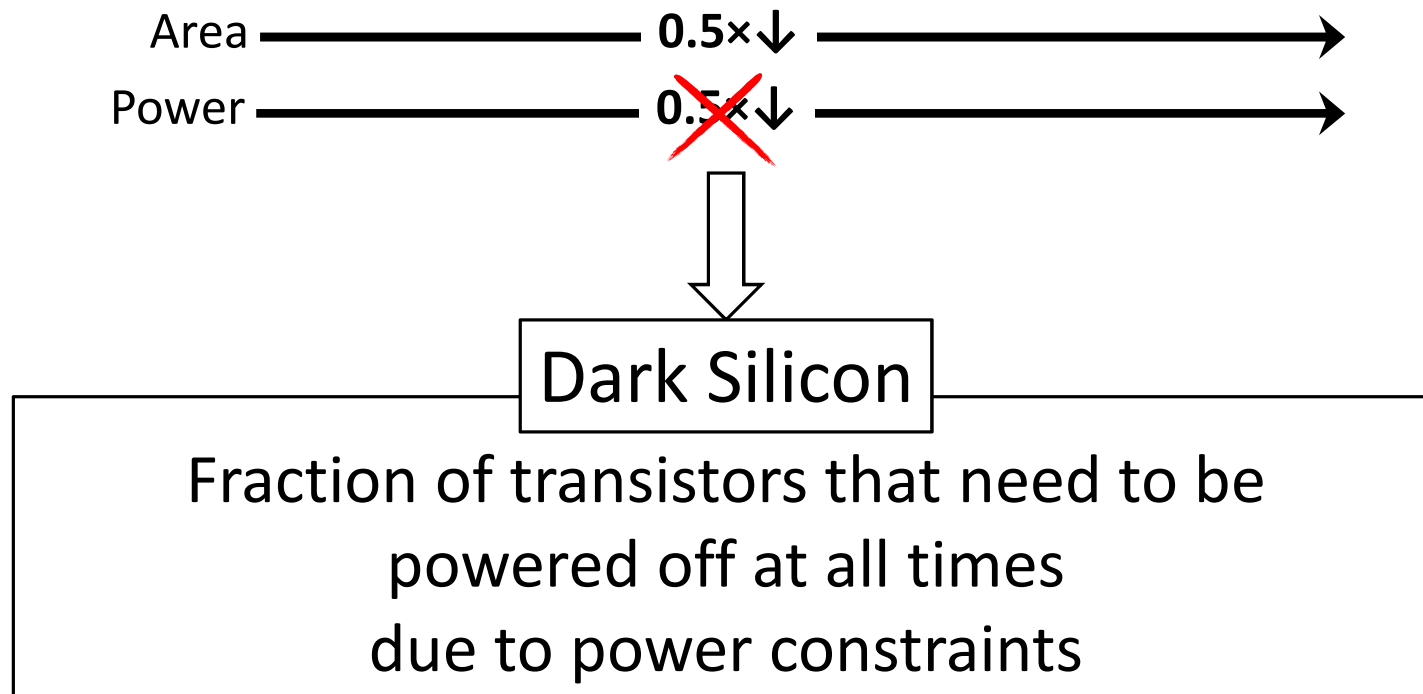 Area 0.5×↓
Power 0.5×↓
Dark Silicon
Fraction of transistors that need to be
powered off at all times
due to power constraints